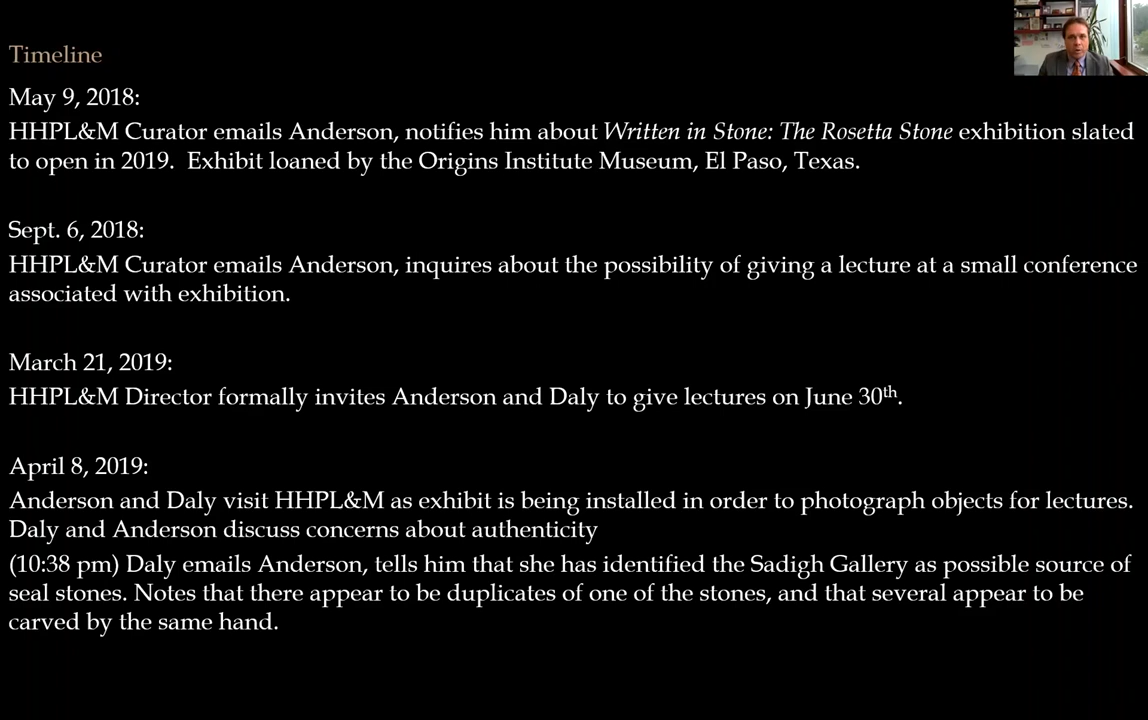 Timeline
May 9, 2018:
HHPL&M Curator emails Anderson, notifies him about Written in Stone: The Rosetta Stone exhibition slated
to open in 2019.  Exhibit loaned by the Origins Institute Museum, El Paso, Texas.
Sept. 6, 2018:
HHPL&M Curator emails Anderson, inquires about the possibility of giving a lecture at a small conference
associated with exhibition.
March 21, 2019:
HHPL&M Director formally invites Anderson and Daly to give lectures on June 30th.
April 8, 2019:
Anderson and Daly visit HHPL&M as exhibit is being installed in order to photograph objects for lectures.
Daly and Anderson discuss concerns about authenticity
(10:38 pm) Daly emails Anderson, tells him that she has identified the Sadigh Gallery as possible source of
seal stones. Notes that there appear to be duplicates of one of the stones, and that several appear to be
carved by the same hand.